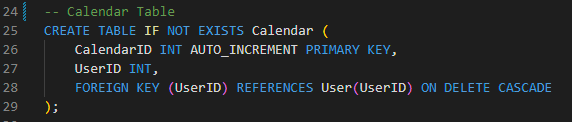 24 -- Calendar Table
25 CREATE TABLE IF NOT EXISTS Calendar (
26     CalendarID INT AUTO_INCREMENT PRIMARY KEY,
27     UserID INT,
28     FOREIGN KEY (UserID) REFERENCES User(UserID) ON DELETE CASCADE
29 );